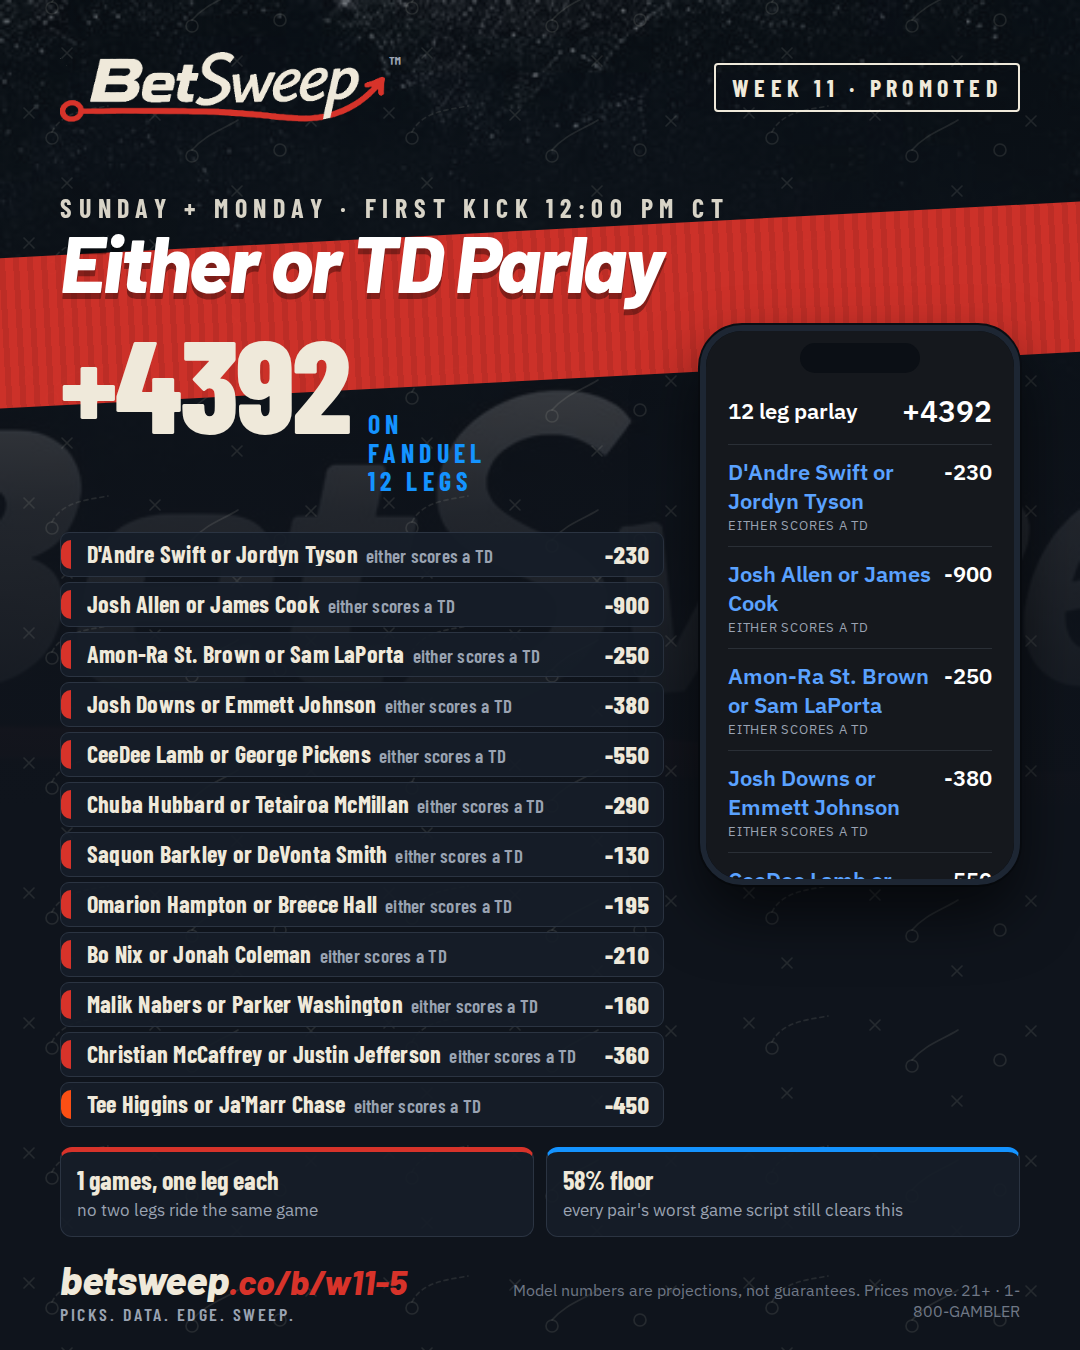 BetSweep™
WEEK 11 · PROMOTED
SUNDAY + MONDAY · FIRST KICK 12:00 PM CT
Either or TD Parlay
+4392
ON
FANDUEL
12 LEGS
D'Andre Swift or Jordyn Tyson either scores a TD -230
Josh Allen or James Cook either scores a TD -900
Amon-Ra St. Brown or Sam LaPorta either scores a TD -250
Josh Downs or Emmett Johnson either scores a TD -380
CeeDee Lamb or George Pickens either scores a TD -550
Chuba Hubbard or Tetairoa McMillan either scores a TD -290
Saquon Barkley or DeVonta Smith either scores a TD -130
Omarion Hampton or Breece Hall either scores a TD -195
Bo Nix or Jonah Coleman either scores a TD -210
Malik Nabers or Parker Washington either scores a TD -160
Christian McCaffrey or Justin Jefferson either scores a TD -360
Tee Higgins or Ja'Marr Chase either scores a TD -450
12 leg parlay +4392
D'Andre Swift or -230
Jordyn Tyson
EITHER SCORES A TD
Josh Allen or James -900
Cook
EITHER SCORES A TD
Amon-Ra St. Brown -250
or Sam LaPorta
EITHER SCORES A TD
Josh Downs or -380
Emmett Johnson
EITHER SCORES A TD
CeeDee Lamb or -550
1 games, one leg each
no two legs ride the same game
58% floor
every pair's worst game script still clears this
betsweep.co/b/w11-5
PICKS. DATA. EDGE. SWEEP.
Model numbers are projections, not guarantees. Prices move. 21+ · 1-
800-GAMBLER